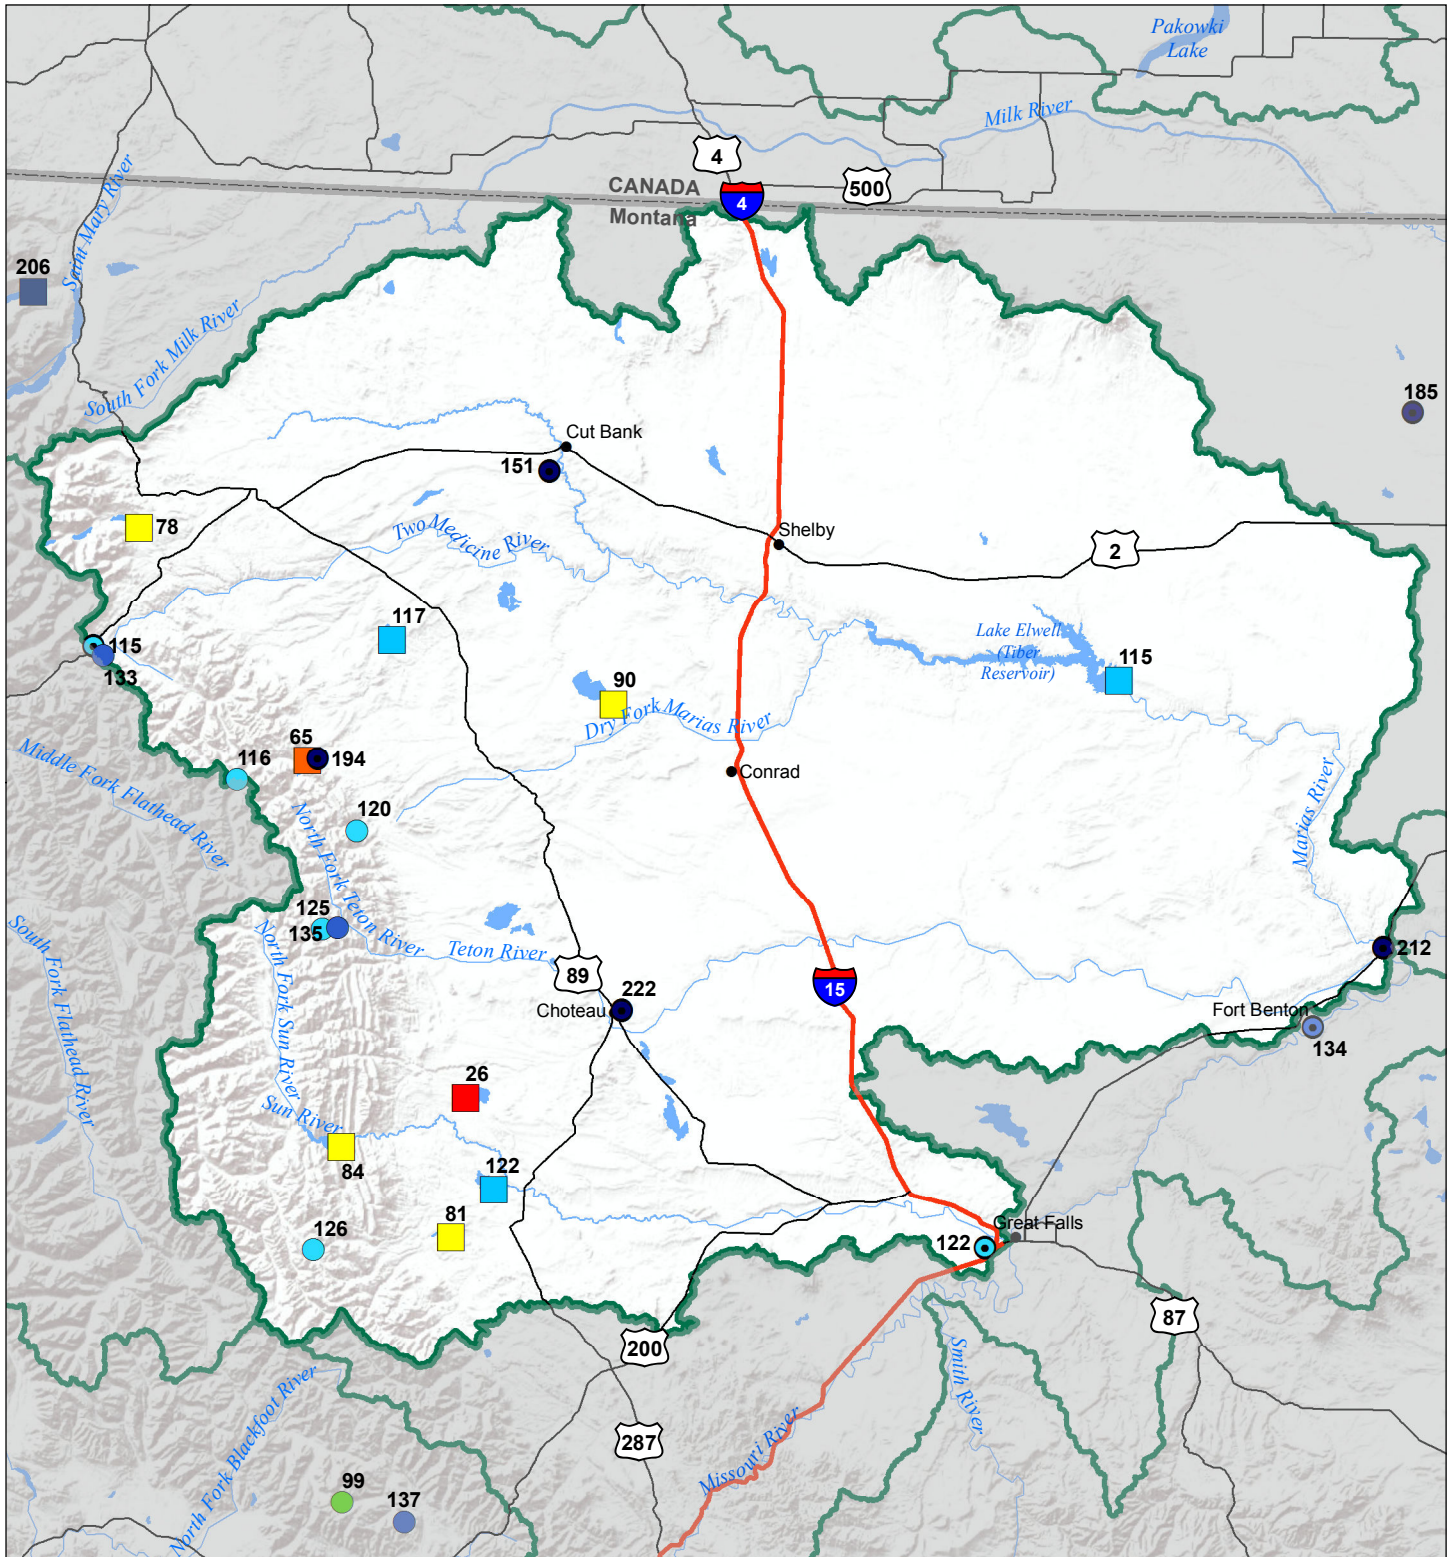 Pakowki
Lake
Milk River
4
500
CANADA
Montana
4
Saint Mary River
206
South Fork Milk River
185
Cut Bank
151
78
Two Medicine River
Shelby
2
117
Lake Elwell
(Tiber
Reservoir)
115
115
133
90
Dry Fork Marias River
65
194
116
Conrad
Middle Fork Flathead River
120
North Fork Teton River
Marias River
125
135
Teton River
South Fork Flathead River
North Fork Sun River
89
222
Choteau
15
212
Fort Benton
134
26
Sun River
84
122
81
126
Great Falls
122
87
200
Smith River
287
North Fork Blackfoot River
Missouri River
99
137